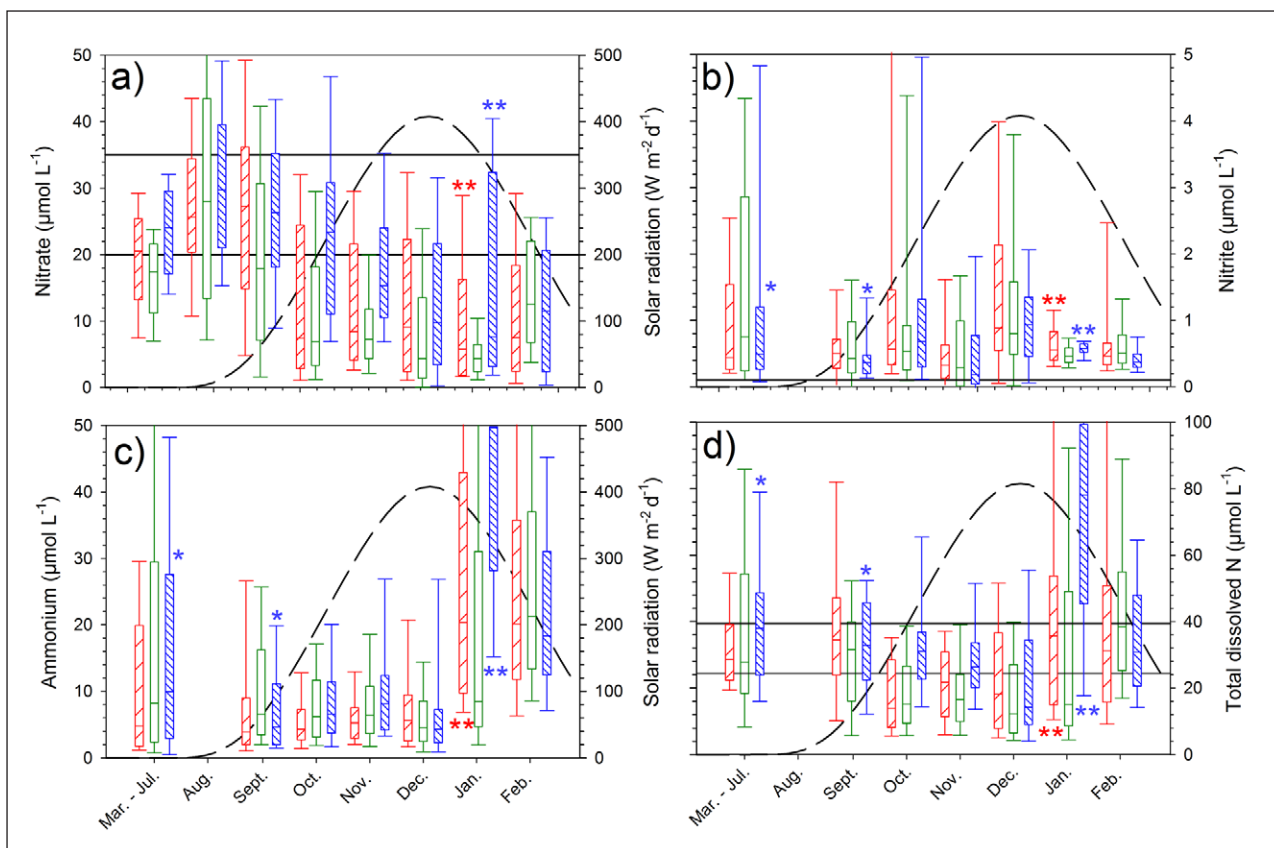 a)
Nitrate (µmol L⁻¹)
50
40
30
20
10
0
**
**
500
400
300
200
100
0
Solar radiation (W m⁻² d⁻¹)
b)
*
*
**
**
5
4
3
2
1
0
Nitrite (µmol L⁻¹)
c)
Ammonium (µmol L⁻¹)
50
40
30
20
10
0
*
*
**
**
500
400
300
200
100
0
Solar radiation (W m⁻² d⁻¹)
Mar. - Jul.
Aug.
Sept.
Oct.
Nov.
Dec.
Jan.
Feb.
d)
*
*
**
**
100
80
60
40
20
0
Total dissolved N (µmol L⁻¹)
Mar. - Jul.
Aug.
Sept.
Oct.
Nov.
Dec.
Jan.
Feb.